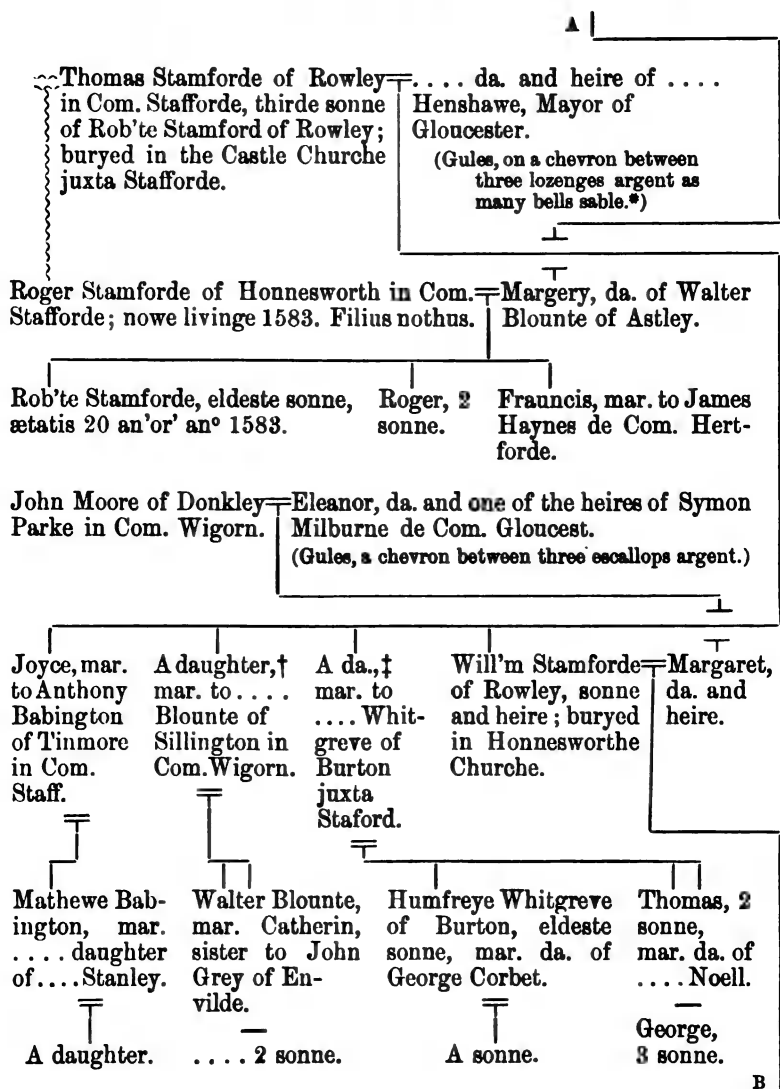 A
Thomas Stamforde of Rowley
in Com. Stafforde, thirde sonne
of Rob'te Stamford of Rowley;
buryed in the Castle Churche
juxta Stafforde.
.... da. and heire of ....
Henshawe, Mayor of
Gloucester.
(Gules, on a chevron between
three lozenges argent as
many bells sable.*)
Roger Stamforde of Honnesworth in Com.
Stafforde; nowe livinge 1583. Filius nothus.
Margery, da. of Walter
Blounte of Astley.
Rob'te Stamforde, eldeste sonne,
ætatis 20 an'or' anº 1583.
Roger, 2
sonne.
Frauncis, mar. to James
Haynes de Com. Hert-
forde.
John Moore of Donkley
Parke in Com. Wigorn.
Eleanor, da. and one of the heires of Symon
Milburne de Com. Gloucest.
(Gules, a chevron between three escallops argent.)
Joyce, mar.
to Anthony
Babington
of Tinmore
in Com.
Staff.
A daughter,†
mar. to ....
Blounte of
Sillington in
Com. Wigorn.
A da.,‡
mar. to
.... Whit-
greve of
Burton
juxta
Staford.
Will'm Stamforde
of Rowley, sonne
and heire; buryed
in Honnesworthe
Churche.
Margaret,
da. and
heire.
Mathewe Bab-
ington, mar.
.... daughter
of .... Stanley.
A daughter.
Walter Blounte,
mar. Catherin,
sister to John
Grey of En-
vilde.
—
.... 2 sonne.
Humfreye Whitgreve
of Burton, eldeste
sonne, mar. da. of
George Corbet.
A sonne.
Thomas, 2
sonne,
mar. da. of
.... Noell.
—
George,
3 sonne.
B